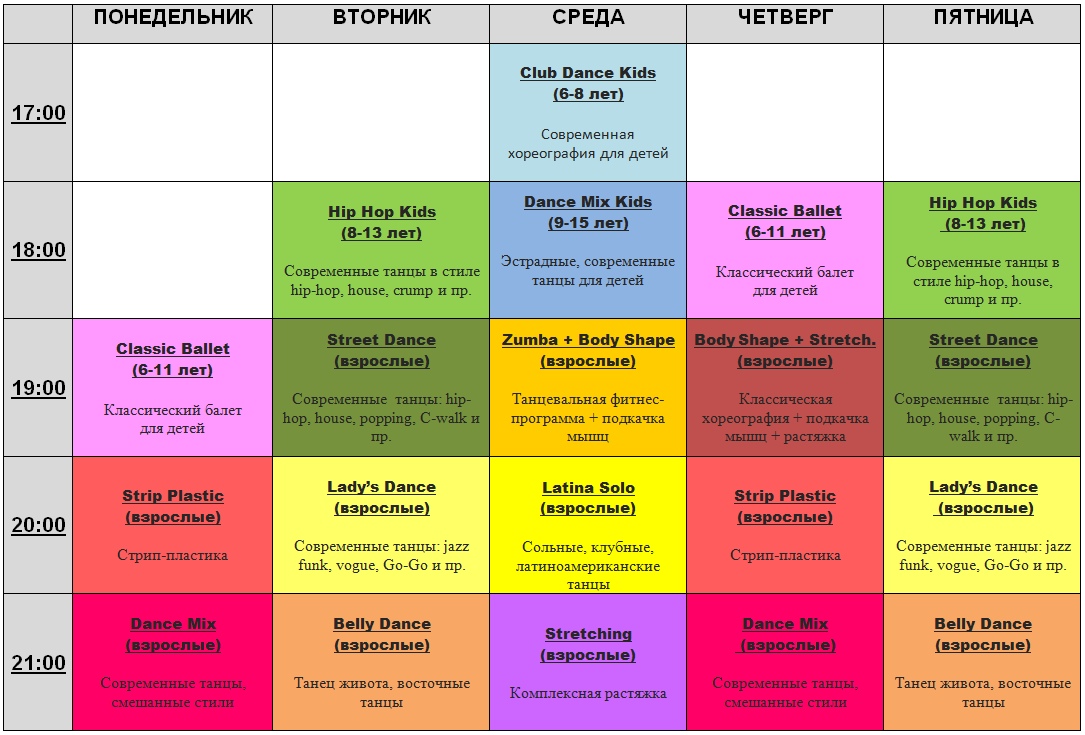 ПОНЕДЕЛЬНИК
ВТОРНИК
СРЕДА
ЧЕТВЕРГ
ПЯТНИЦА
17:00
Club Dance Kids
(6-8 лет)
Современная
хореография для детей
18:00
Hip Hop Kids
(8-13 лет)
Современные танцы в стиле
hip-hop, house, crump и пр.
Dance Mix Kids
(9-15 лет)
Эстрадные, современные
танцы для детей
Classic Ballet
(6-11 лет)
Классический балет
для детей
Hip Hop Kids
(8-13 лет)
Современные танцы в
стиле hip-hop, house,
crump и пр.
19:00
Classic Ballet
(6-11 лет)
Классический балет
для детей
Street Dance
(взрослые)
Современные танцы: hip-
hop, house, popping, C-walk и
пр.
Zumba + Body Shape
(взрослые)
Танцевальная фитнес-
программа + подкачка
мышц
Body Shape + Stretch.
(взрослые)
Классическая
хореография + подкачка
мышц + растяжка
Street Dance
(взрослые)
Современные танцы: hip-
hop, house, popping, C-
walk и пр.
20:00
Strip Plastic
(взрослые)
Стрип-пластика
Lady’s Dance
(взрослые)
Современные танцы: jazz
funk, vogue, Go-Go и пр.
Latina Solo
(взрослые)
Сольные, клубные,
латиноамериканские
танцы
Strip Plastic
(взрослые)
Стрип-пластика
Lady’s Dance
(взрослые)
Современные танцы: jazz
funk, vogue, Go-Go и пр.
21:00
Dance Mix
(взрослые)
Современные танцы,
смешанные стили
Belly Dance
(взрослые)
Танец живота, восточные
танцы
Stretching
(взрослые)
Комплексная растяжка
Dance Mix
(взрослые)
Современные танцы,
смешанные стили
Belly Dance
(взрослые)
Танец живота, восточные
танцы